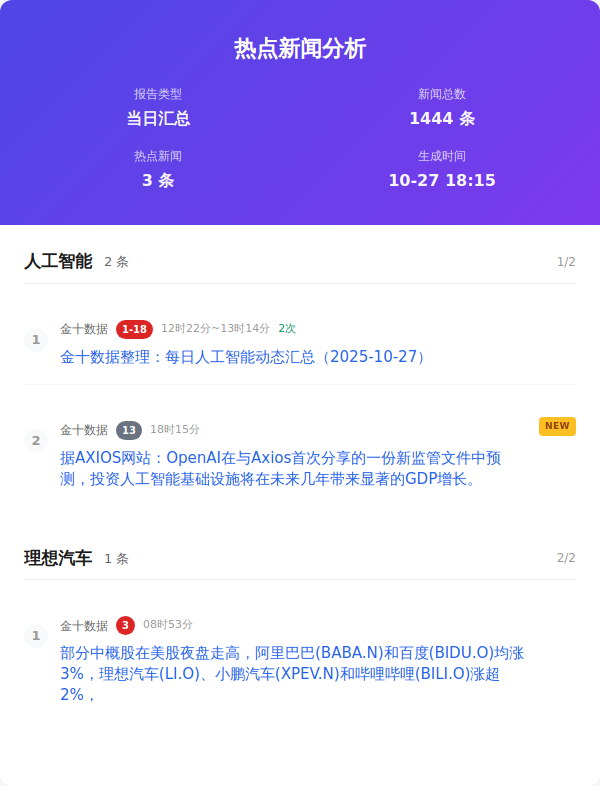 热点新闻分析
报告类型
新闻总数
当日汇总
1444 条
热点新闻
生成时间
3 条
10-27 18:15
人工智能 2 条 1/2
1 金十数据 1-18 12时22分~13时14分 2次
金十数据整理：每日人工智能动态汇总（2025-10-27）
2 金十数据 13 18时15分 NEW
据AXIOS网站：OpenAI在与Axios首次分享的一份新监管文件中预
测，投资人工智能基础设施将在未来几年带来显著的GDP增长。
理想汽车 1 条 2/2
1 金十数据 3 08时53分
部分中概股在美股夜盘走高，阿里巴巴(BABA.N)和百度(BIDU.O)均涨
3%，理想汽车(LI.O)、小鹏汽车(XPEV.N)和哔哩哔哩(BILI.O)涨超
2%，